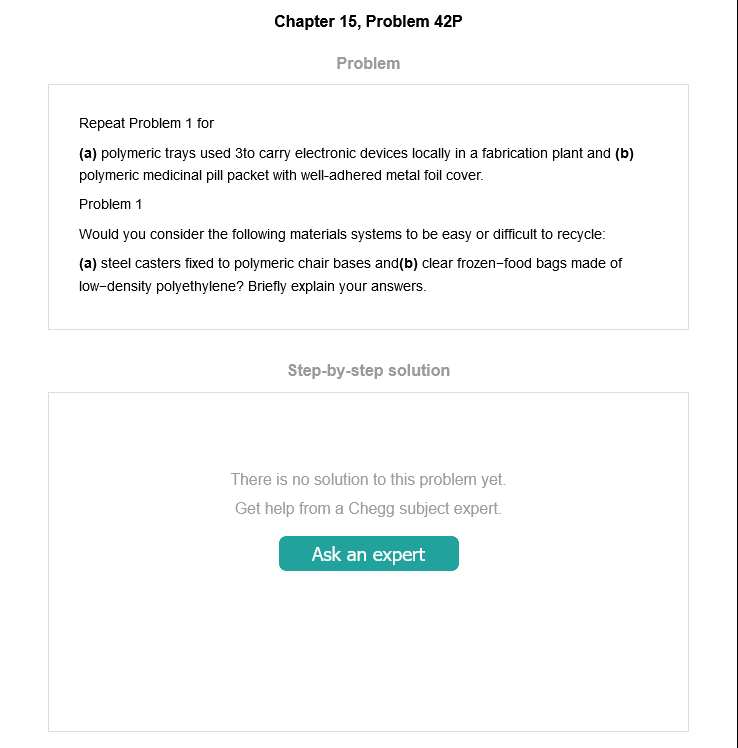 Chapter 15, Problem 42P
Problem
Repeat Problem 1 for
(a) polymeric trays used 3to carry electronic devices locally in a fabrication plant and (b)
polymeric medicinal pill packet with well-adhered metal foil cover.
Problem 1
Would you consider the following materials systems to be easy or difficult to recycle:
(a) steel casters fixed to polymeric chair bases and(b) clear frozen−food bags made of
low−density polyethylene? Briefly explain your answers.
Step-by-step solution
There is no solution to this problem yet.
Get help from a Chegg subject expert.
Ask an expert